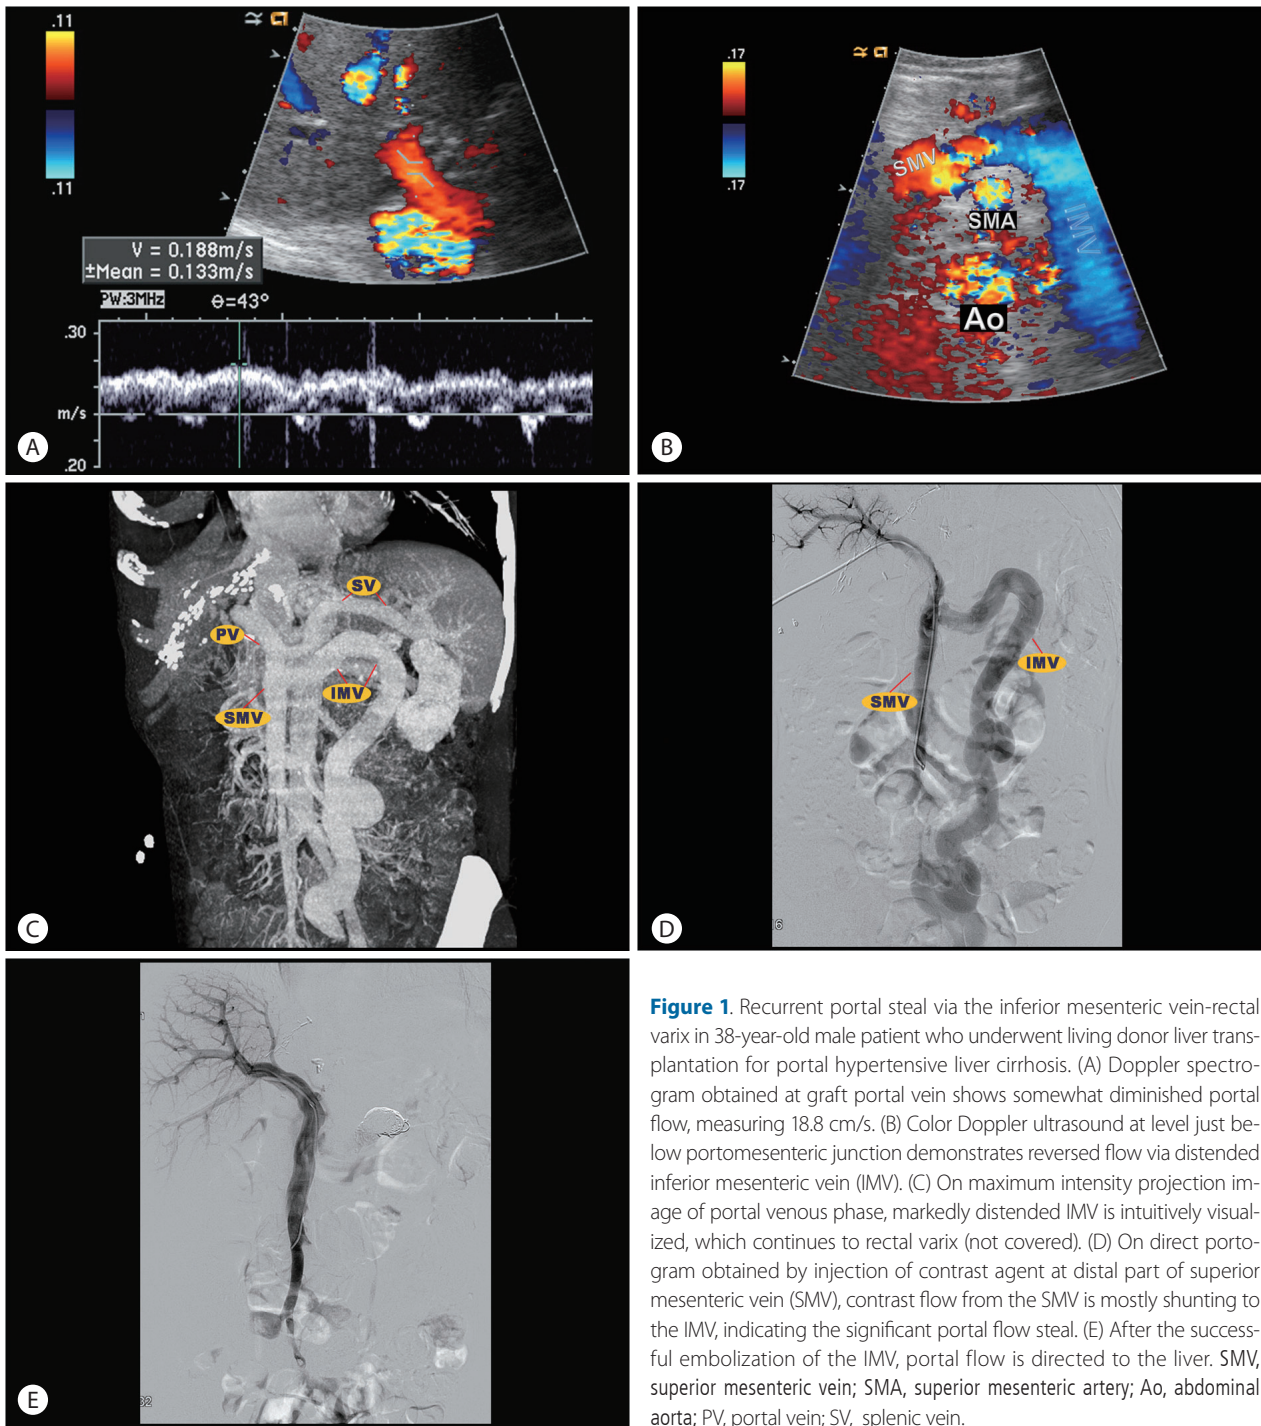 .11
.11
V = 0.188m/s
±Mean = 0.133m/s
PW:3MHz
θ=43°
.30
m/s
.20
A
.17
.17
SMV
SMA
IMV
Ao
B
SV
PV
IMV
SMV
C
IMV
SMV
16
D
32
E
Figure 1. Recurrent portal steal via the inferior mesenteric vein-rectal
varix in 38-year-old male patient who underwent living donor liver trans-
plantation for portal hypertensive liver cirrhosis. (A) Doppler spectro-
gram obtained at graft portal vein shows somewhat diminished portal
flow, measuring 18.8 cm/s. (B) Color Doppler ultrasound at level just be-
low portomesenteric junction demonstrates reversed flow via distended
inferior mesenteric vein (IMV). (C) On maximum intensity projection im-
age of portal venous phase, markedly distended IMV is intuitively visual-
ized, which continues to rectal varix (not covered). (D) On direct porto-
gram obtained by injection of contrast agent at distal part of superior
mesenteric vein (SMV), contrast flow from the SMV is mostly shunting to
the IMV, indicating the significant portal flow steal. (E) After the success-
ful embolization of the IMV, portal flow is directed to the liver. SMV,
superior mesenteric vein; SMA, superior mesenteric artery; Ao, abdominal
aorta; PV, portal vein; SV, splenic vein.